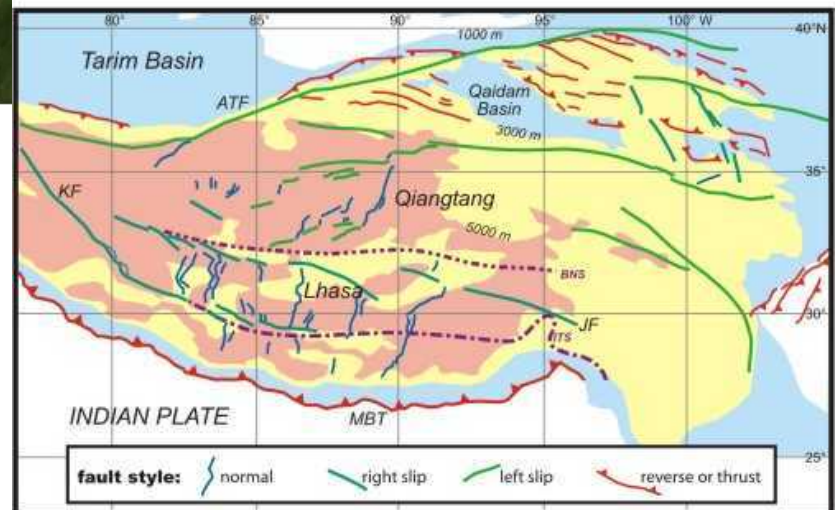 80° 85° 90° 95° 100° W
1000 m 40°N
Tarim Basin
Qaidam
Basin
ATF
3000 m
35°
KF
Qiangtang
5000 m
BNS
Lhasa
30°
JF
ITS
INDIAN PLATE
MBT
25°
fault style: normal right slip left slip reverse or thrust